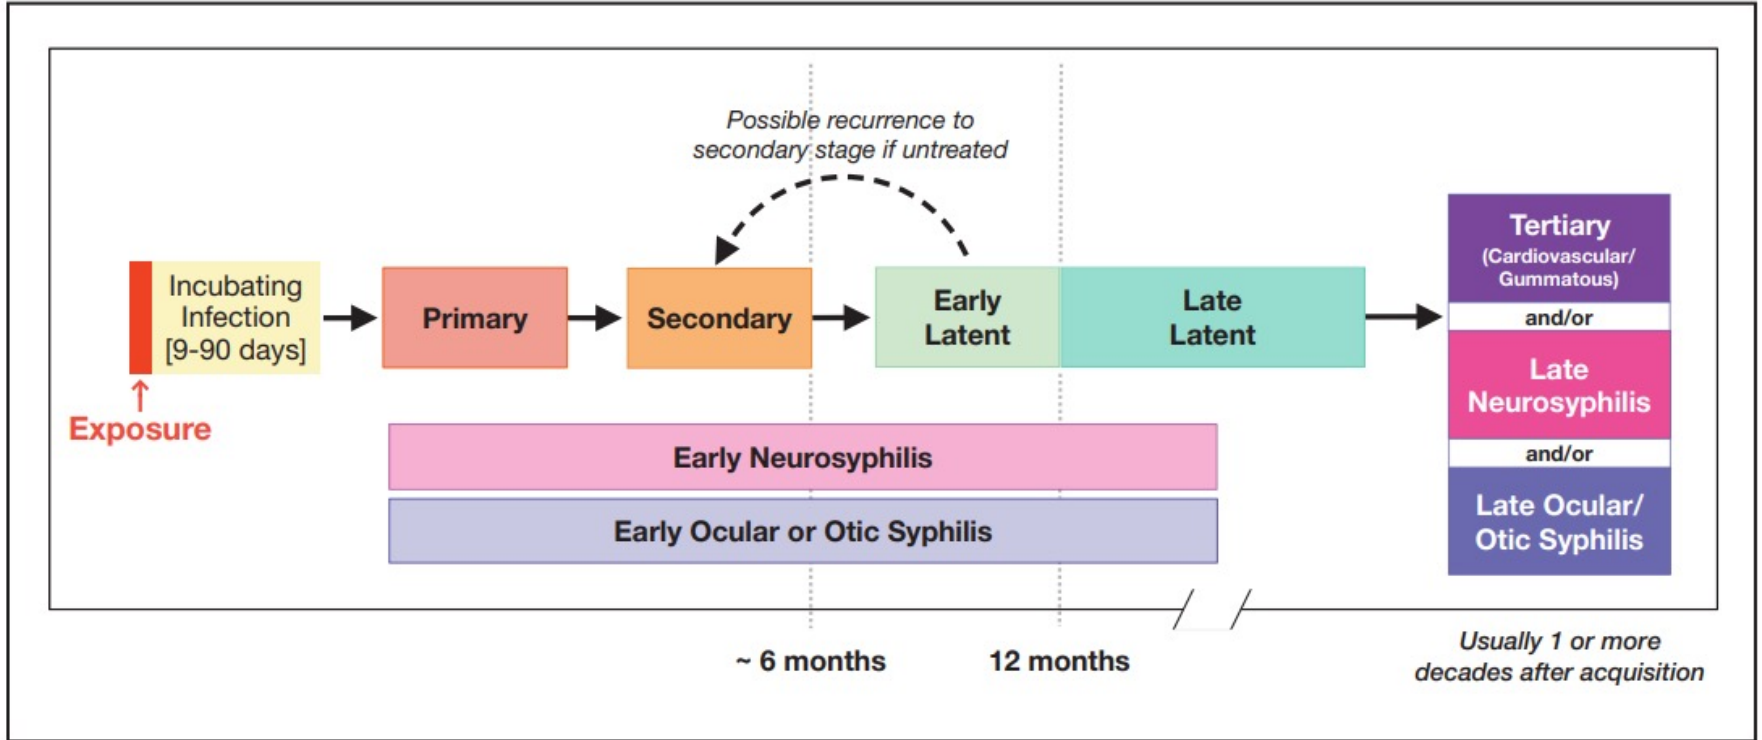 Possible recurrence to
secondary stage if untreated
Incubating
Infection
[9-90 days]
Exposure
Primary
Secondary
Early
Latent
Late
Latent
Tertiary
(Cardiovascular/
Gummatous)
and/or
Late
Neurosyphilis
and/or
Late Ocular/
Otic Syphilis
Early Neurosyphilis
Early Ocular or Otic Syphilis
~ 6 months
12 months
Usually 1 or more
decades after acquisition